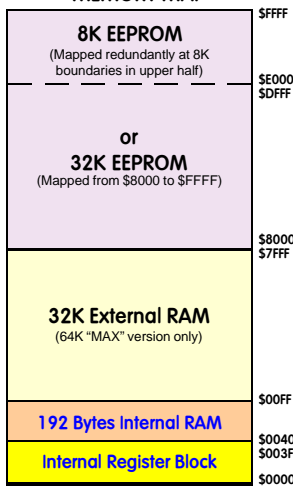 MEMORY MAP
$FFFF
8K EEPROM
(Mapped redundantly at 8K
boundaries in upper half)
$E000
$DFFF
or
32K EEPROM
(Mapped from $8000 to $FFFF)
$8000
$7FFF
32K External RAM
(64K “MAX” version only)
$00FF
192 Bytes Internal RAM
$0040
$003F
Internal Register Block
$0000